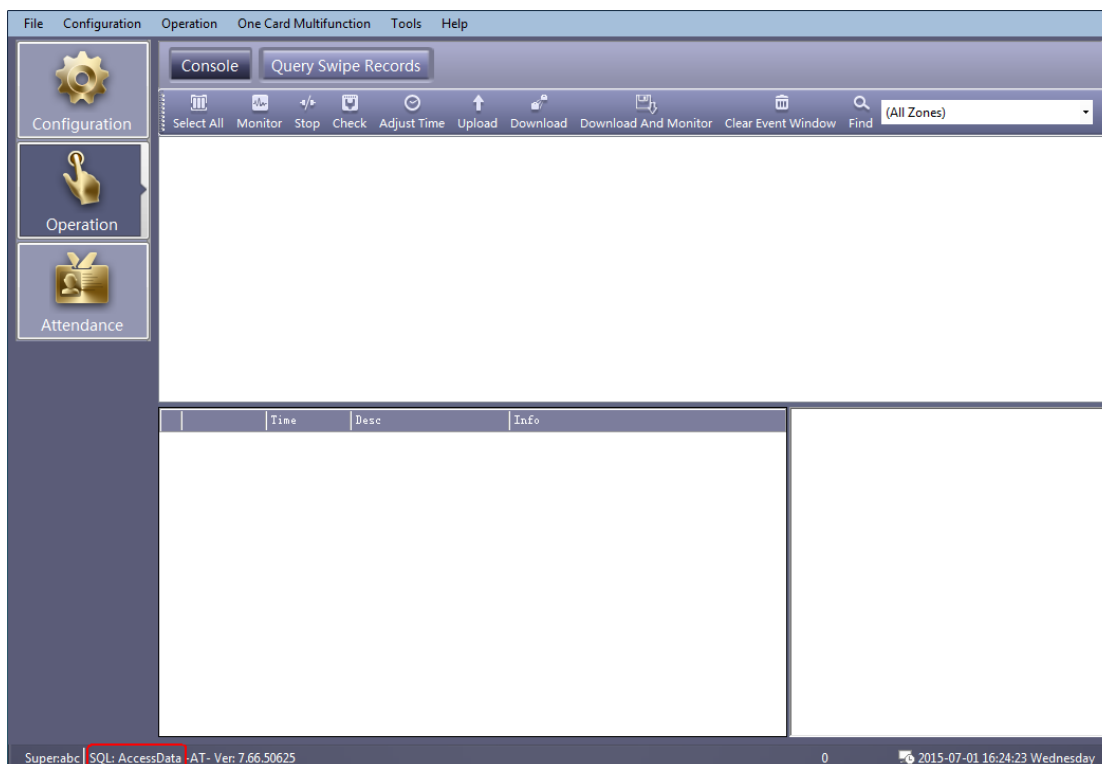 File Configuration Operation One Card Multifunction Tools Help
Console Query Swipe Records
Configuration
Select All Monitor Stop Check Adjust Time Upload Download Download And Monitor Clear Event Window Find (All Zones)
Operation
Attendance
Time Desc Info
Super:abc SQL: AccessData -AT- Ver: 7.66.50625 0 2015-07-01 16:24:23 Wednesday